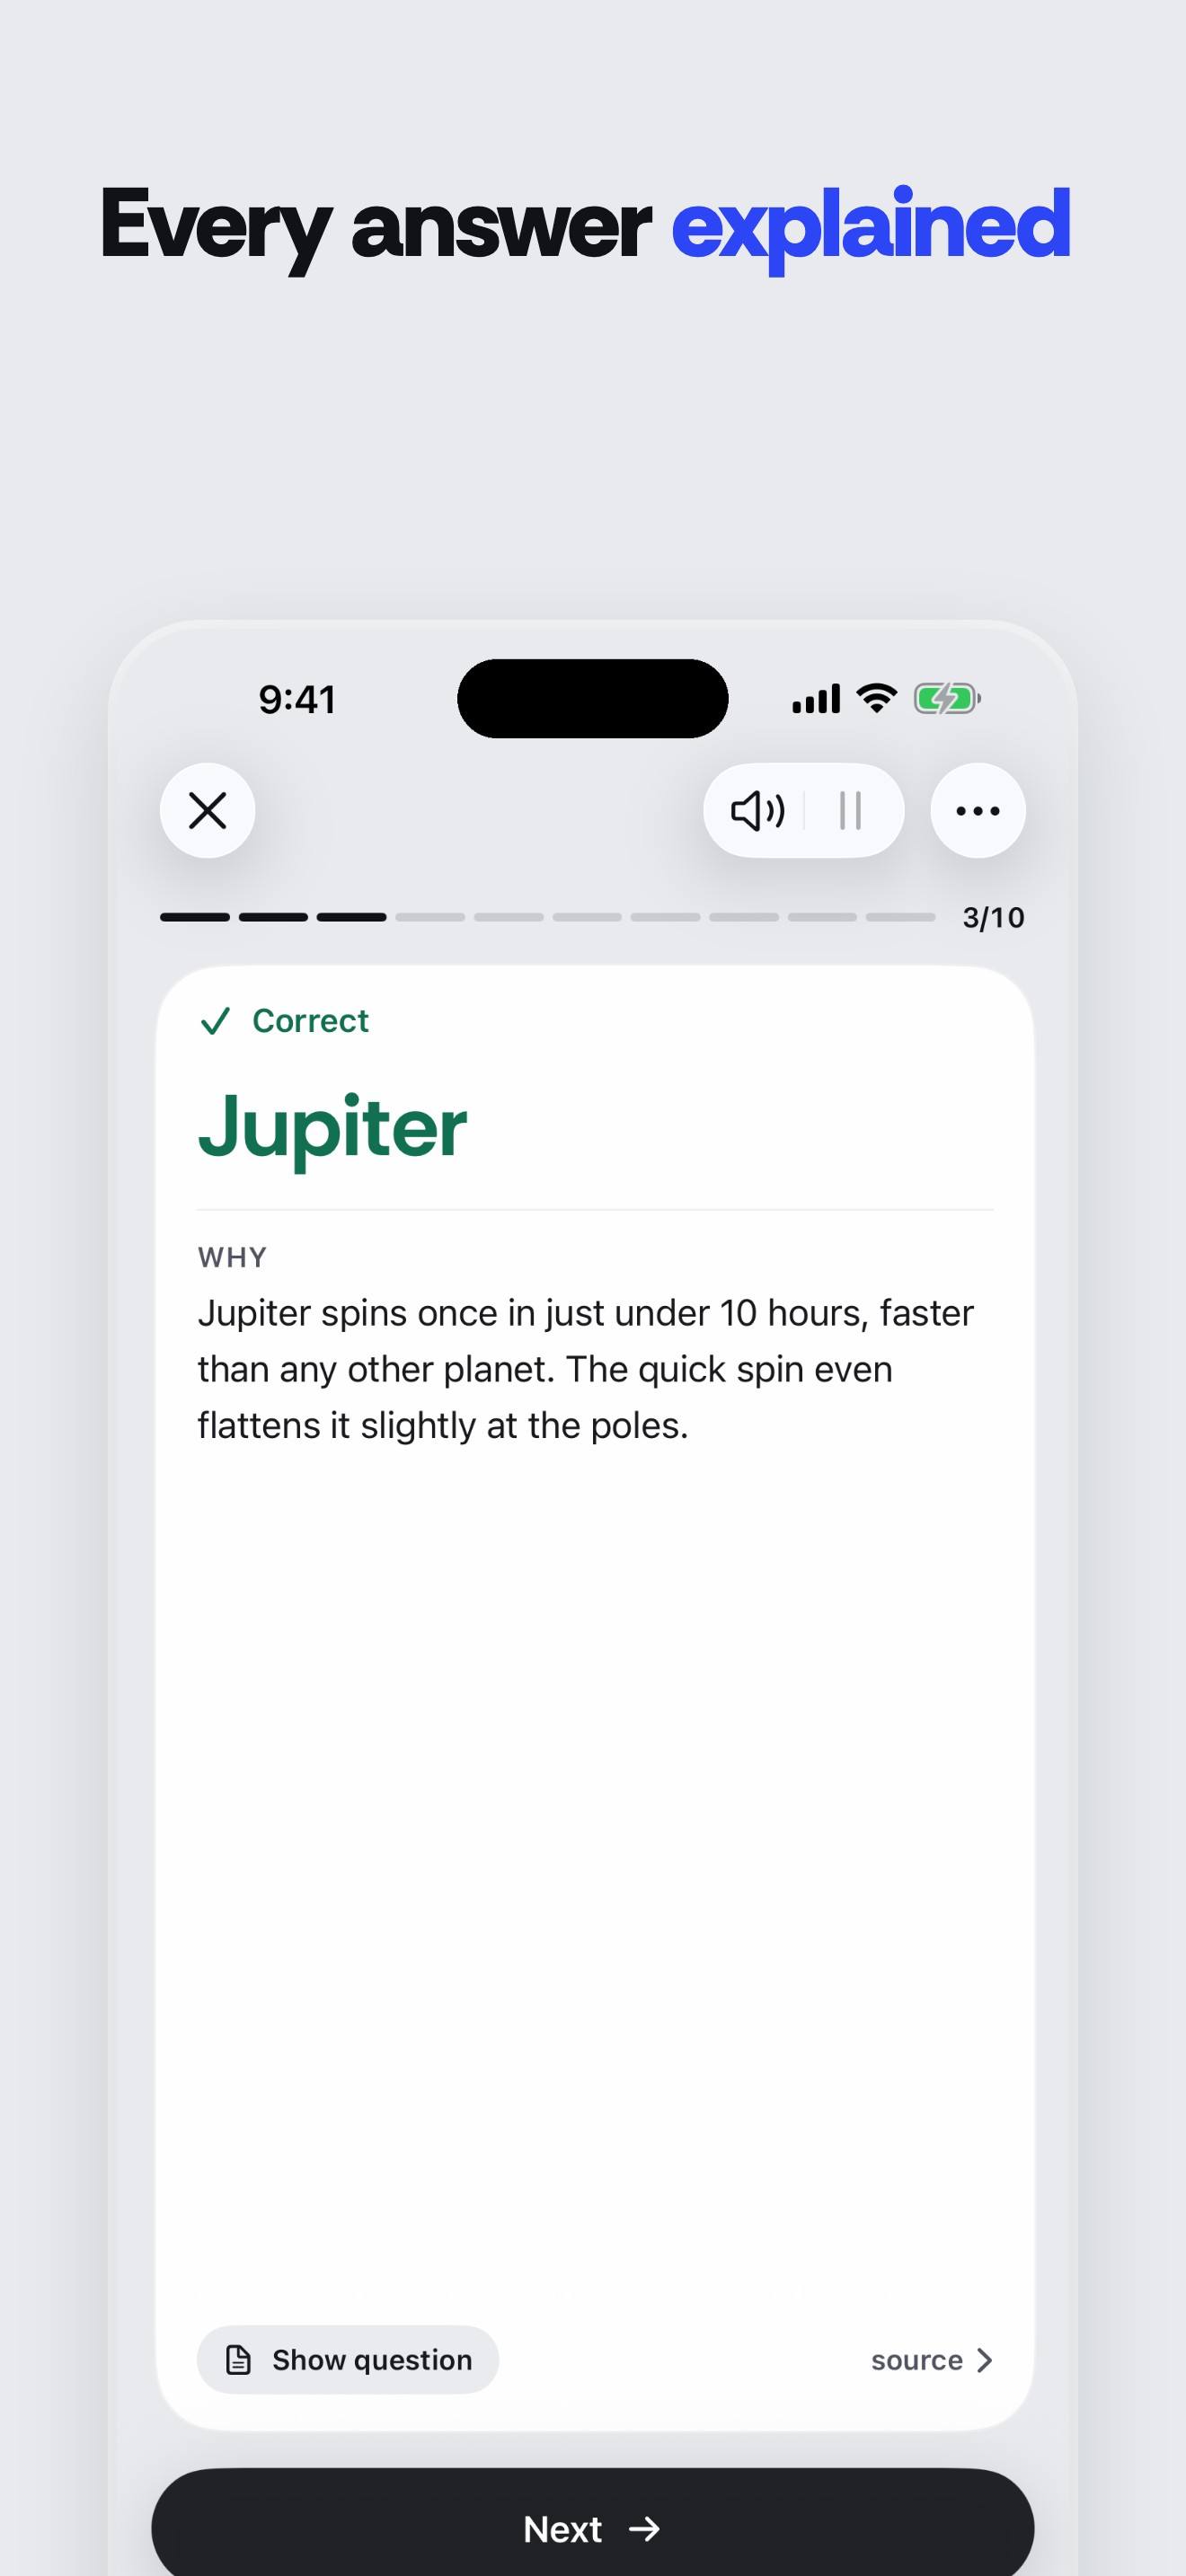 Every answer explained
9:41
3/10
Correct
Jupiter
WHY
Jupiter spins once in just under 10 hours, faster
than any other planet. The quick spin even
flattens it slightly at the poles.
Show question
source
Next